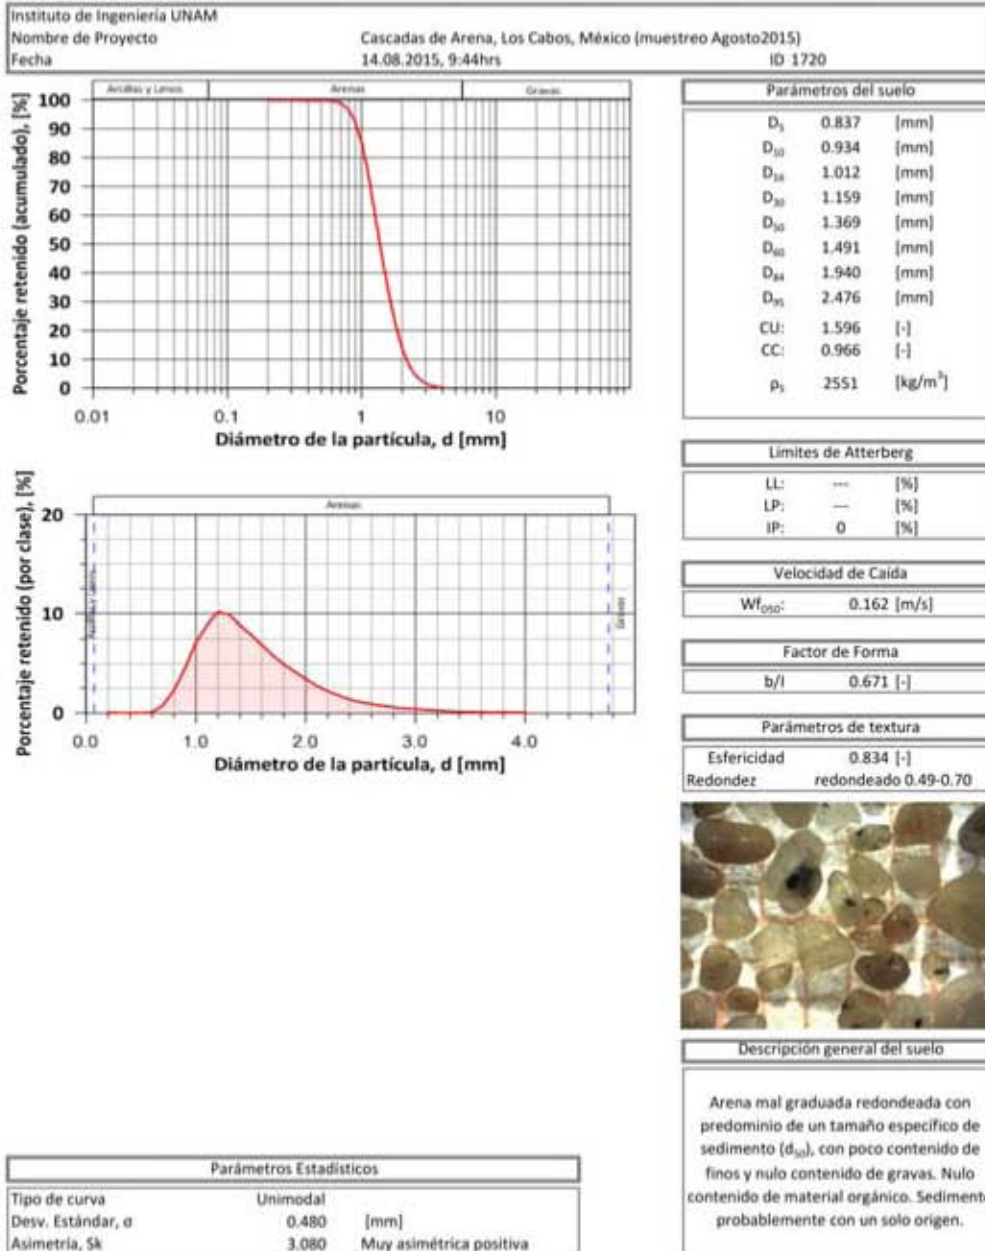 Instituto de Ingeniería UNAM
Nombre de Proyecto Cascadas de Arena, Los Cabos, México (muestreo Agosto2015)
Fecha 14.08.2015, 9:44hrs ID 1720
Arcillas y Limos Arenas Gravas
Porcentaje retenido (acumulado), [%]
100
90
80
70
60
50
40
30
20
10
0
0.01 0.1 1 10
Diámetro de la partícula, d [mm]
Arenas
Porcentaje retenido (por clase), [%]
20
10
0
Arcillas y Limos
Gravas
0.0 1.0 2.0 3.0 4.0
Diámetro de la partícula, d [mm]
Parámetros del suelo
D₅ 0.837 [mm]
D₁₀ 0.934 [mm]
D₁₆ 1.012 [mm]
D₃₀ 1.159 [mm]
D₅₀ 1.369 [mm]
D₆₀ 1.491 [mm]
D₈₄ 1.940 [mm]
D₉₅ 2.476 [mm]
CU: 1.596 [-]
CC: 0.966 [-]
ρₛ 2551 [kg/m³]
Límites de Atterberg
LL: --- [%]
LP: --- [%]
IP: 0 [%]
Velocidad de Caída
Wf_D50: 0.162 [m/s]
Factor de Forma
b/l 0.671 [-]
Parámetros de textura
Esfericidad 0.834 [-]
Redondez redondeado 0.49-0.70
Descripción general del suelo
Arena mal graduada redondeada con
predominio de un tamaño específico de
sedimento (d₅₀), con poco contenido de
finos y nulo contenido de gravas. Nulo
contenido de material orgánico. Sedimento
probablemente con un solo origen.
Parámetros Estadísticos
Tipo de curva Unimodal
Desv. Estándar, σ 0.480 [mm]
Asimetría, Sk 3.080 Muy asimétrica positiva